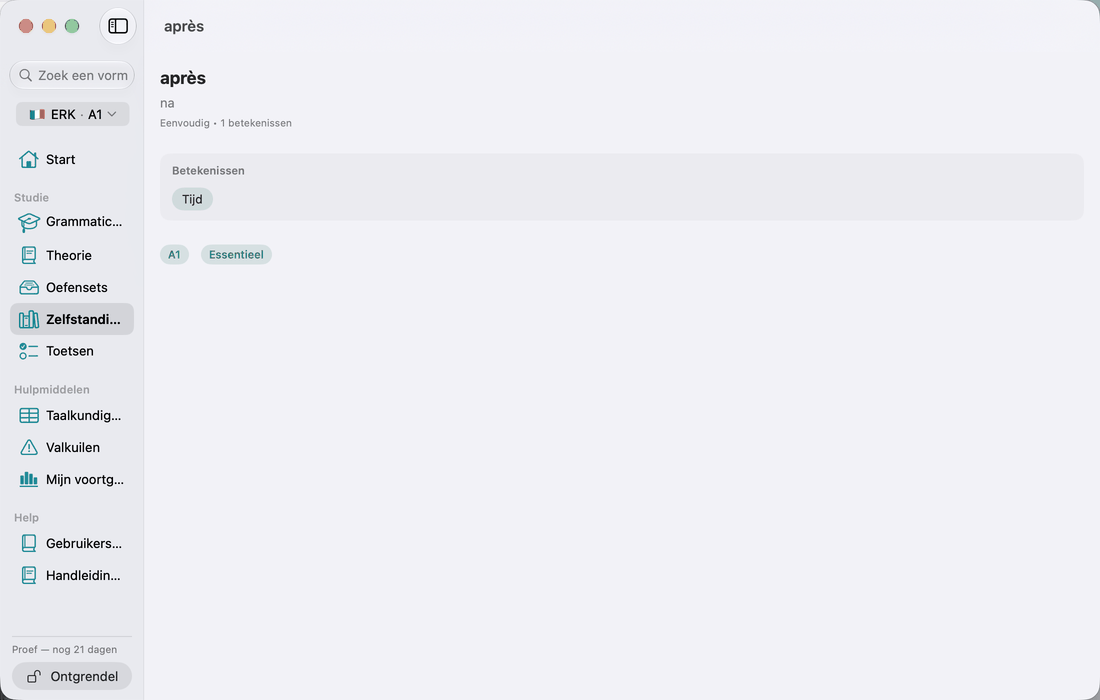 après
Zoek een vorm
ERK · A1
Start
Studie
Grammatic...
Theorie
Oefensets
Zelfstandi...
Toetsen
Hulpmiddelen
Taalkundig...
Valkuilen
Mijn voortg...
Help
Gebruikers...
Handleidin...
Proef — nog 21 dagen
Ontgrendel
après
na
Eenvoudig • 1 betekenissen
Betekenissen
Tijd
A1 Essentieel